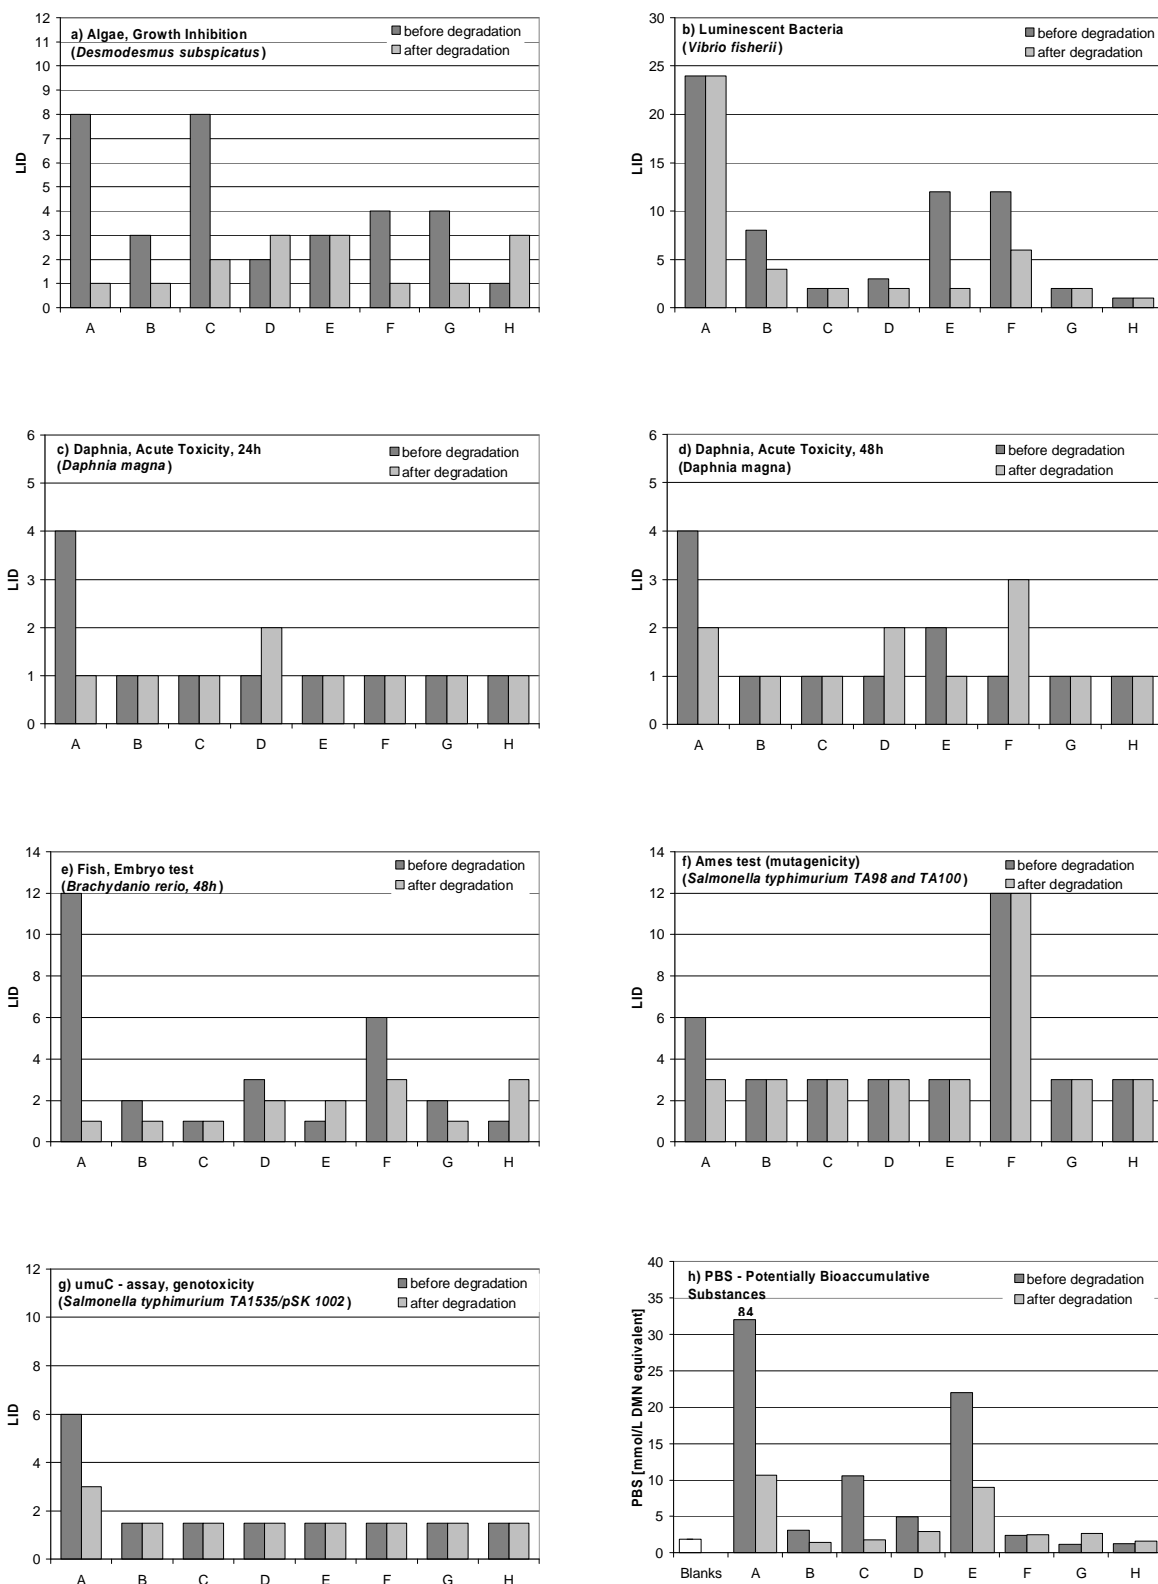 a) Algae, Growth Inhibition
(Desmodesmus subspicatus)
before degradation
after degradation
LID
12
11
10
9
8
7
6
5
4
3
2
1
0
A B C D E F G H
b) Luminescent Bacteria
(Vibrio fisherii)
before degradation
after degradation
LID
30
25
20
15
10
5
0
A B C D E F G H
c) Daphnia, Acute Toxicity, 24h
(Daphnia magna)
before degradation
after degradation
LID
6
5
4
3
2
1
0
A B C D E F G H
d) Daphnia, Acute Toxicity, 48h
(Daphnia magna)
before degradation
after degradation
LID
6
5
4
3
2
1
0
A B C D E F G H
e) Fish, Embryo test
(Brachydanio rerio, 48h)
before degradation
after degradation
LID
14
12
10
8
6
4
2
0
A B C D E F G H
f) Ames test (mutagenicity)
(Salmonella typhimurium TA98 and TA100)
before degradation
after degradation
LID
14
12
10
8
6
4
2
0
A B C D E F G H
g) umuC - assay, genotoxicity
(Salmonella typhimurium TA1535/pSK 1002)
before degradation
after degradation
LID
12
10
8
6
4
2
0
A B C D E F G H
h) PBS - Potentially Bioaccumulative
Substances
before degradation
after degradation
84
PBS [mmol/L DMN equivalent]
40
35
30
25
20
15
10
5
0
Blanks A B C D E F G H